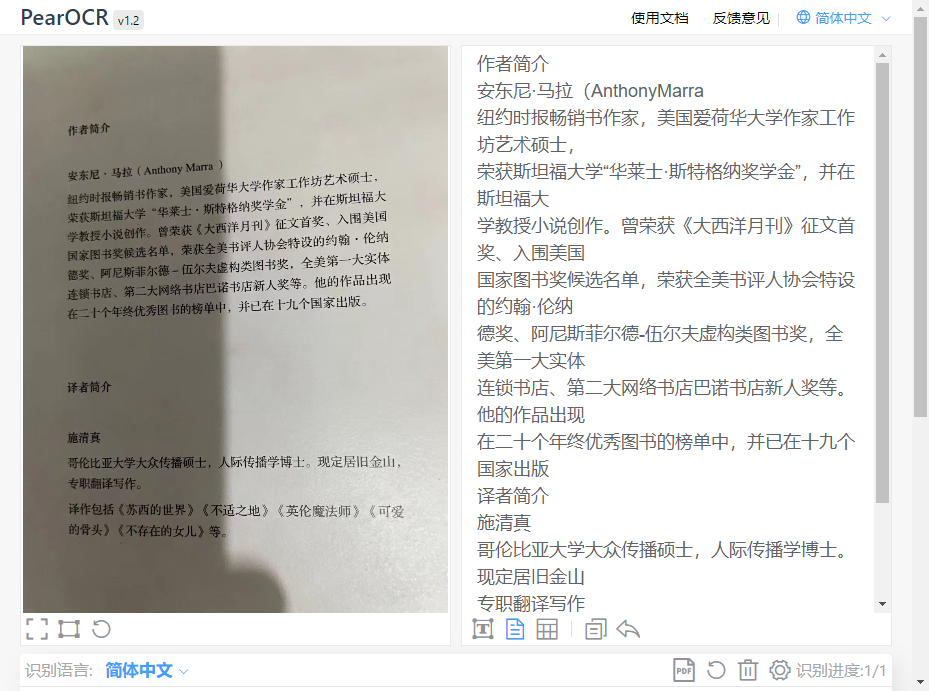 PearOCR v1.2
使用文档 反馈意见 简体中文
作者简介
安东尼·马拉（Anthony Marra ）
纽约时报畅销书作家，美国爱荷华大学作家工作坊艺术硕士，
荣获斯坦福大学“华莱士·斯特格纳奖学金”，并在斯坦福大
学教授小说创作。曾荣获《大西洋月刊》征文首奖、入围美国
国家图书奖候选名单，荣获全美书评人协会特设的约翰·伦纳
德奖、阿尼斯菲尔德–伍尔夫虚构类图书奖，全美第一大实体
连锁书店、第二大网络书店巴诺书店新人奖等。他的作品出现
在二十个年终优秀图书的榜单中，并已在十九个国家出版。
译者简介
施清真
哥伦比亚大学大众传播硕士，人际传播学博士。现定居旧金山，
专职翻译写作。
译作包括《苏西的世界》《不适之地》《英伦魔法师》《可爱
的骨头》《不存在的女儿》等。
作者简介
安东尼·马拉（AnthonyMarra
纽约时报畅销书作家，美国爱荷华大学作家工作
坊艺术硕士，
荣获斯坦福大学“华莱士·斯特格纳奖学金”，并在
斯坦福大
学教授小说创作。曾荣获《大西洋月刊》征文首
奖、入围美国
国家图书奖候选名单，荣获全美书评人协会特设
的约翰·伦纳
德奖、阿尼斯菲尔德-伍尔夫虚构类图书奖，全
美第一大实体
连锁书店、第二大网络书店巴诺书店新人奖等。
他的作品出现
在二十个年终优秀图书的榜单中，并已在十九个
国家出版
译者简介
施清真
哥伦比亚大学大众传播硕士，人际传播学博士。
现定居旧金山
专职翻译写作
识别语言: 简体中文 PDF 识别进度:1/1